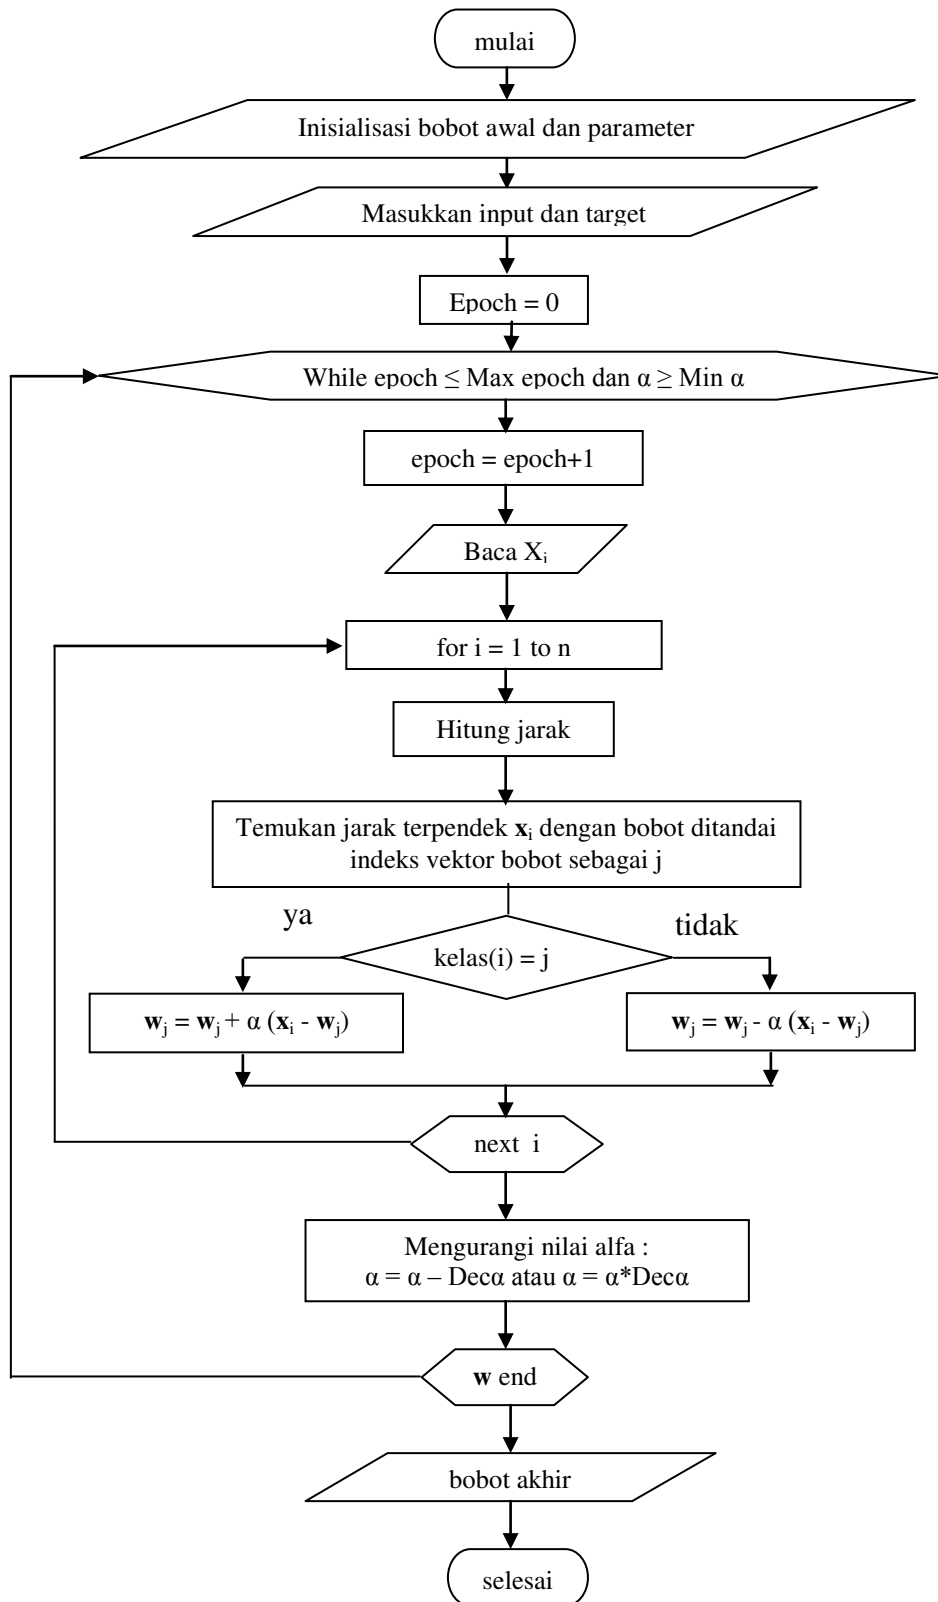 mulai
Inisialisasi bobot awal dan parameter
Masukkan input dan target
Epoch = 0
While epoch ≤ Max epoch dan α ≥ Min α
epoch = epoch+1
Baca Xᵢ
for i = 1 to n
Hitung jarak
Temukan jarak terpendek xᵢ dengan bobot ditandai
indeks vektor bobot sebagai j
ya
tidak
kelas(i) = j
wⱼ = wⱼ + α (xᵢ - wⱼ)
wⱼ = wⱼ - α (xᵢ - wⱼ)
next i
Mengurangi nilai alfa :
α = α – Decα atau α = α*Decα
w end
bobot akhir
selesai